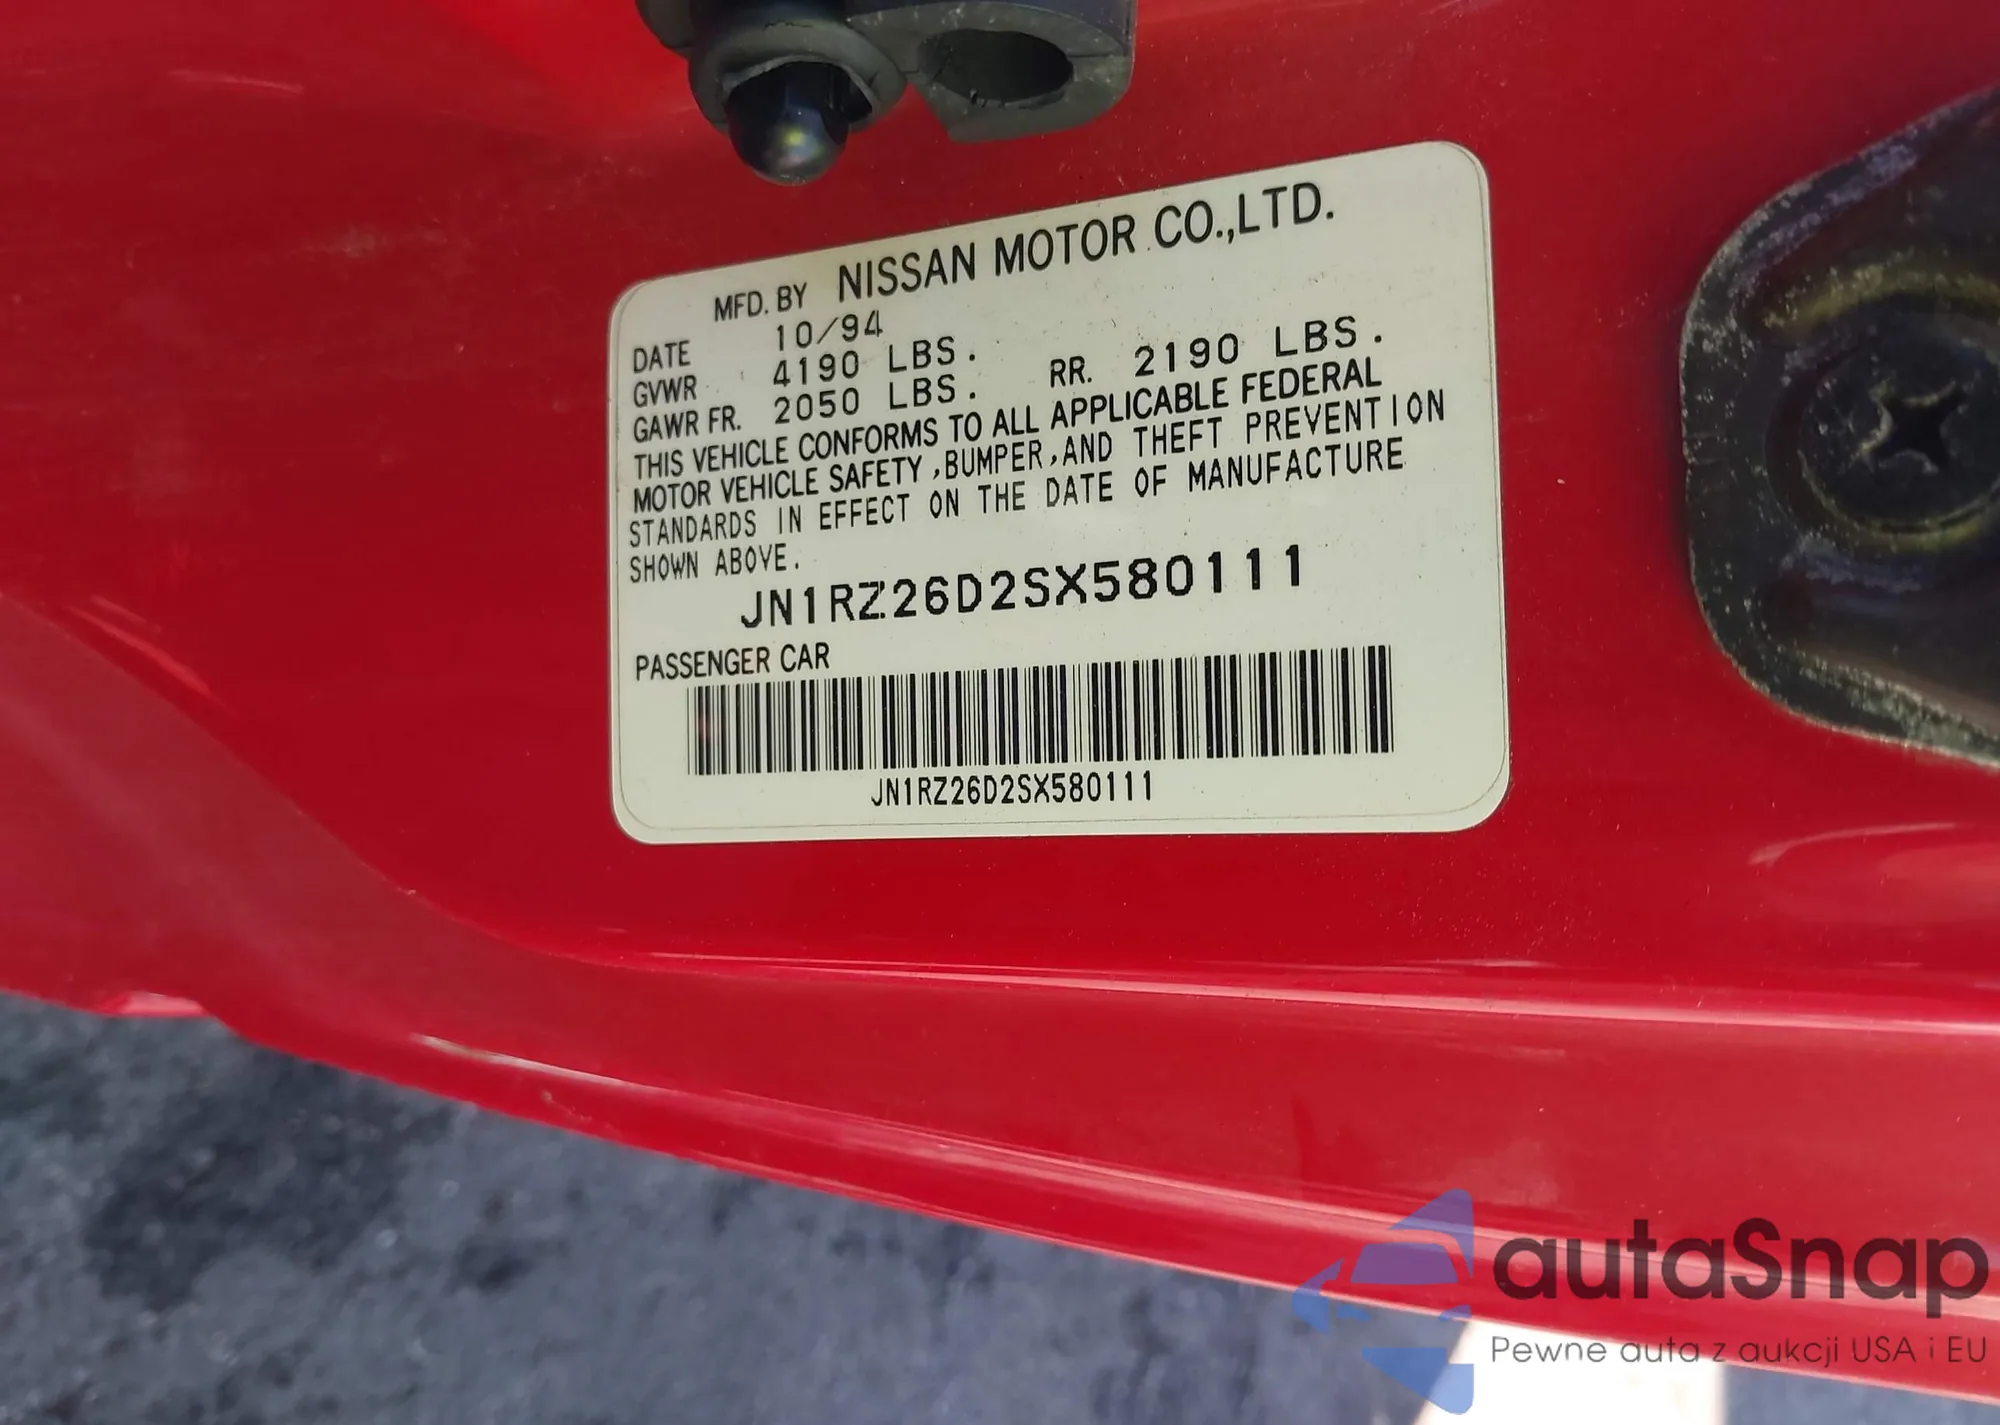 MFD. BY NISSAN MOTOR CO.,LTD.
DATE 10/94
GVWR 4190 LBS.
GAWR FR. 2050 LBS. RR. 2190 LBS.
THIS VEHICLE CONFORMS TO ALL APPLICABLE FEDERAL
MOTOR VEHICLE SAFETY,BUMPER,AND THEFT PREVENTION
STANDARDS IN EFFECT ON THE DATE OF MANUFACTURE
SHOWN ABOVE.
JN1RZ26D2SX580111
PASSENGER CAR
JN1RZ26D2SX580111
autaSnap
Pewne auta z aukcji USA i EU